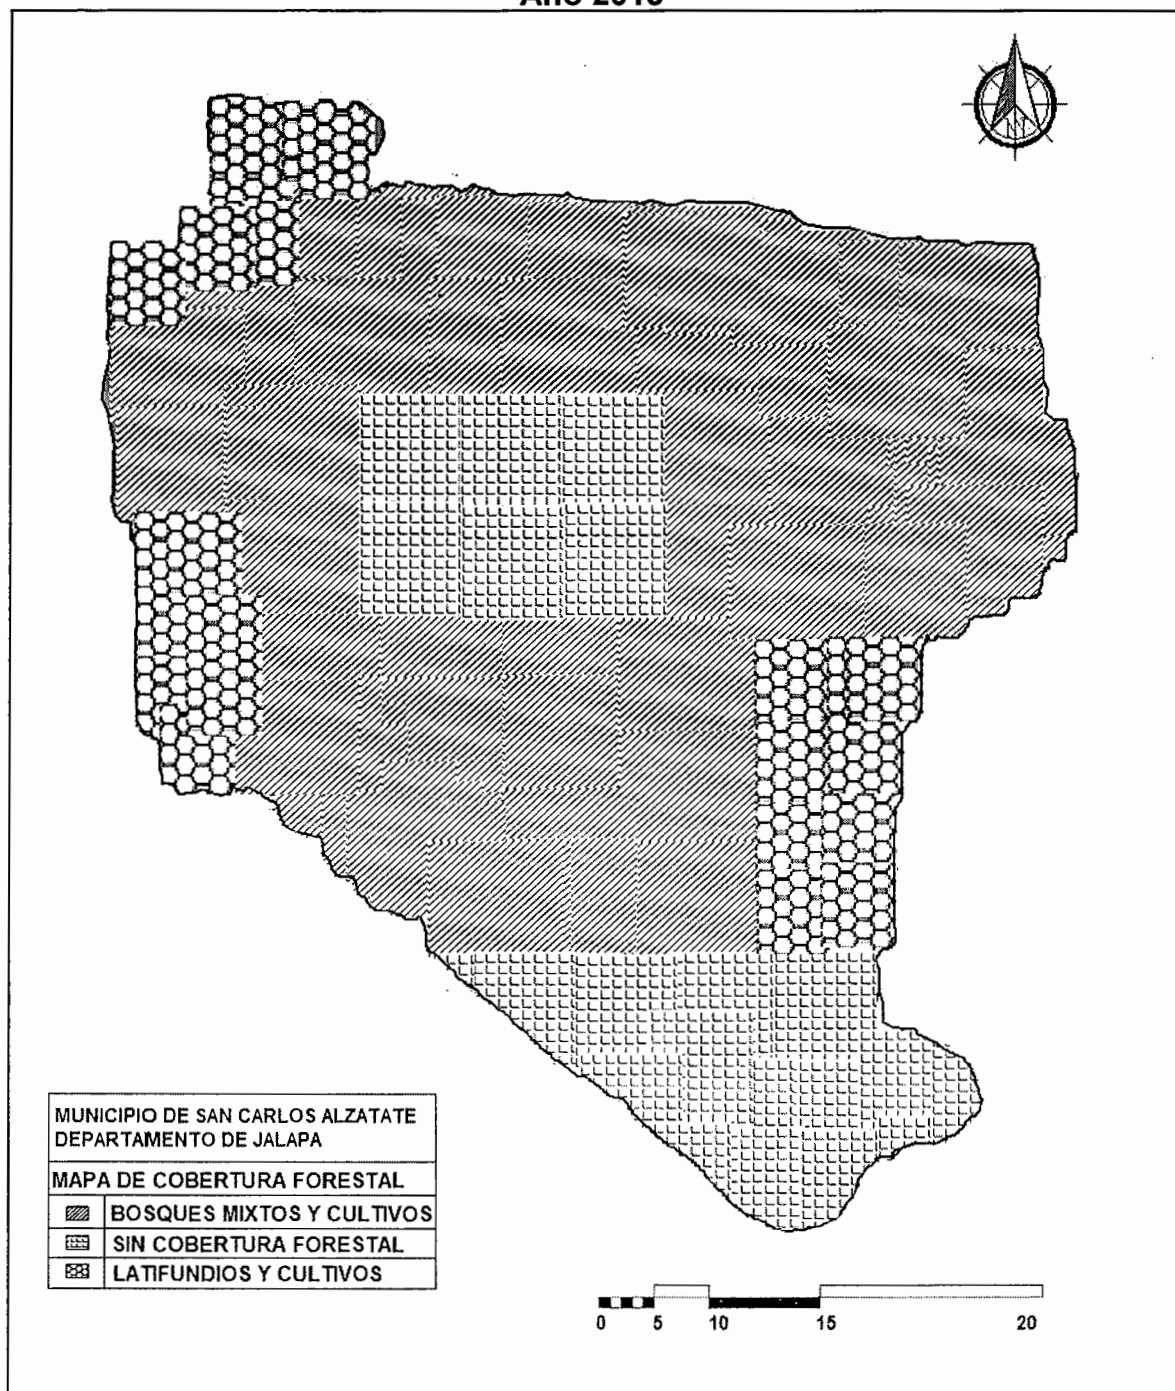 MUNICIPIO DE SAN CARLOS ALZATATE
DEPARTAMENTO DE JALAPA
MAPA DE COBERTURA FORESTAL
BOSQUES MIXTOS Y CULTIVOS
SIN COBERTURA FORESTAL
LATIFUNDIOS Y CULTIVOS
0 5 10 15 20